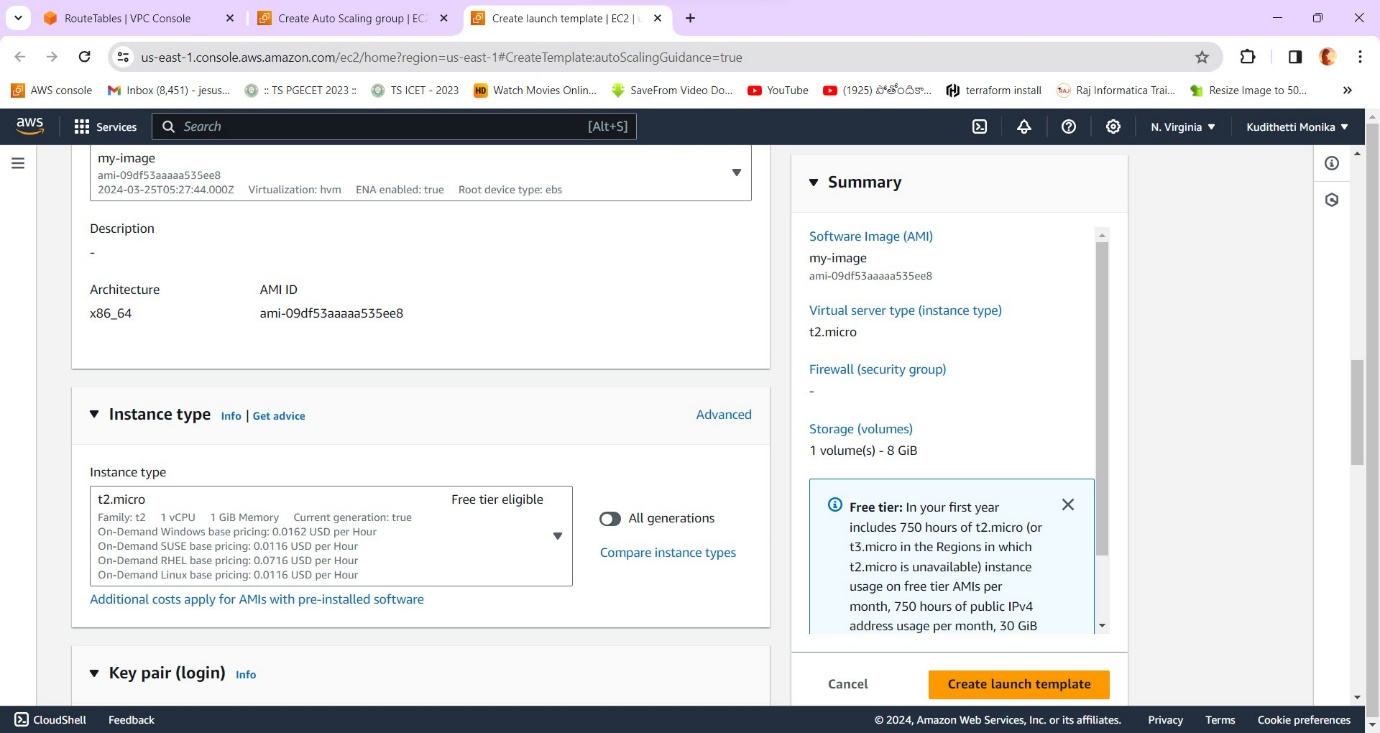 RouteTables | VPC Console
Create Auto Scaling group | EC
Create launch template | EC2 |
us-east-1.console.aws.amazon.com/ec2/home?region=us-east-1#CreateTemplate:autoScalingGuidance=true
AWS console
Inbox (8,451) - jesus...
:: TS PGECET 2023 ::
TS ICET - 2023
HD
Watch Movies Onlin...
SaveFrom Video Do...
YouTube
terraform install
Raj Informatica Trai...
Resize Image to 50...
»
aws
Services
Search
[Alt+S]
N. Virginia
Kudithetti Monika
my-image
ami-09df53aaaaa535ee8
2024-03-25T05:27:44.000Z Virtualization: hvm ENA enabled: true Root device type: ebs
Description
-
Architecture
AMI ID
x86_64
ami-09df53aaaaa535ee8
Instance type
Info | Get advice
Advanced
Instance type
t2.micro
Free tier eligible
Family: t2 1 vCPU 1 GiB Memory Current generation: true
On-Demand Windows base pricing: 0.0162 USD per Hour
On-Demand SUSE base pricing: 0.0116 USD per Hour
On-Demand RHEL base pricing: 0.0716 USD per Hour
On-Demand Linux base pricing: 0.0116 USD per Hour
All generations
Compare instance types
Additional costs apply for AMIs with pre-installed software
Key pair (login)
Info
Summary
Software Image (AMI)
my-image
ami-09df53aaaaa535ee8
Virtual server type (instance type)
t2.micro
Firewall (security group)
-
Storage (volumes)
1 volume(s) - 8 GiB
Free tier: In your first year
includes 750 hours of t2.micro (or
t3.micro in the Regions in which
t2.micro is unavailable) instance
usage on free tier AMIs per
month, 750 hours of public IPv4
address usage per month, 30 GiB
Cancel
Create launch template
CloudShell
Feedback
© 2024, Amazon Web Services, Inc. or its affiliates.
Privacy
Terms
Cookie preferences